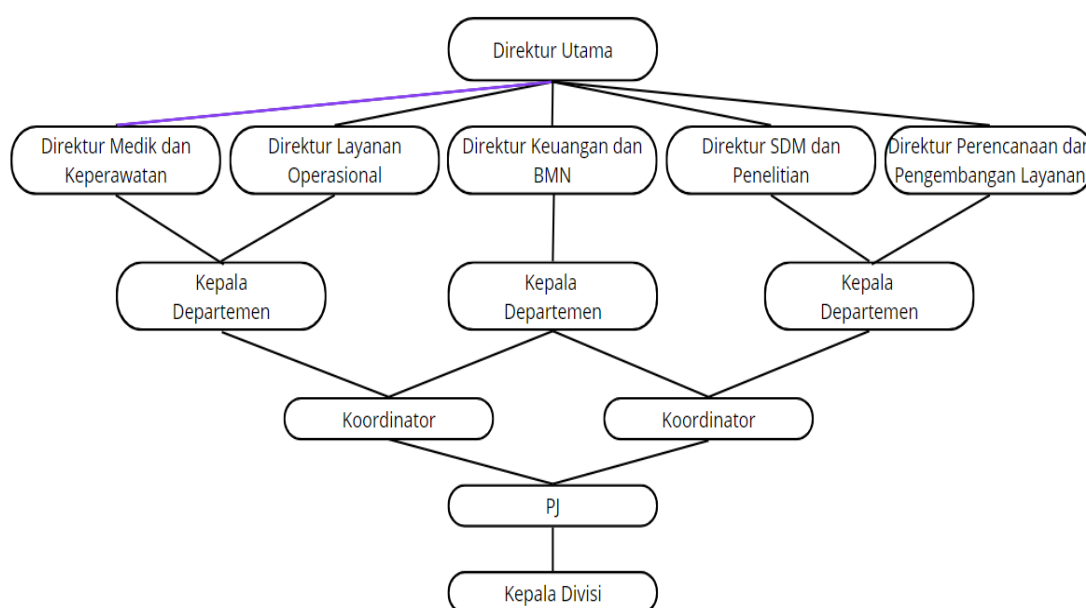 Direktur Utama
Direktur Medik dan
Keperawatan
Direktur Layanan
Operasional
Direktur Keuangan dan
BMN
Direktur SDM dan
Penelitian
Direktur Perencanaan dan
Pengembangan Layanan
Kepala
Departemen
Kepala
Departemen
Kepala
Departemen
Koordinator
Koordinator
PJ
Kepala Divisi